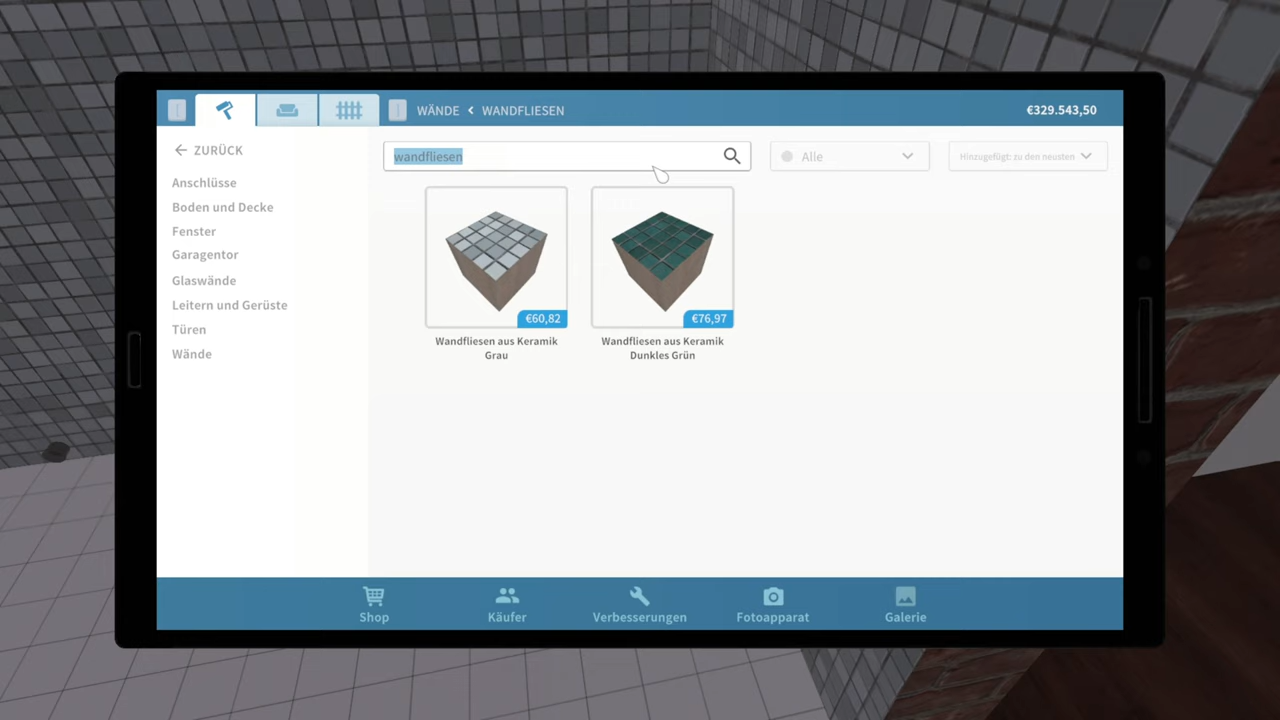 WÄNDE < WANDFLIESEN
€329.543,50
ZURÜCK
Anschlüsse
Boden und Decke
Fenster
Garagentor
Glaswände
Leitern und Gerüste
Türen
Wände
wandfliesen
Alle
Hinzugefügt: zu den neusten
€60,82
Wandfliesen aus Keramik
Grau
€76,97
Wandfliesen aus Keramik
Dunkles Grün
Shop
Käufer
Verbesserungen
Fotoapparat
Galerie